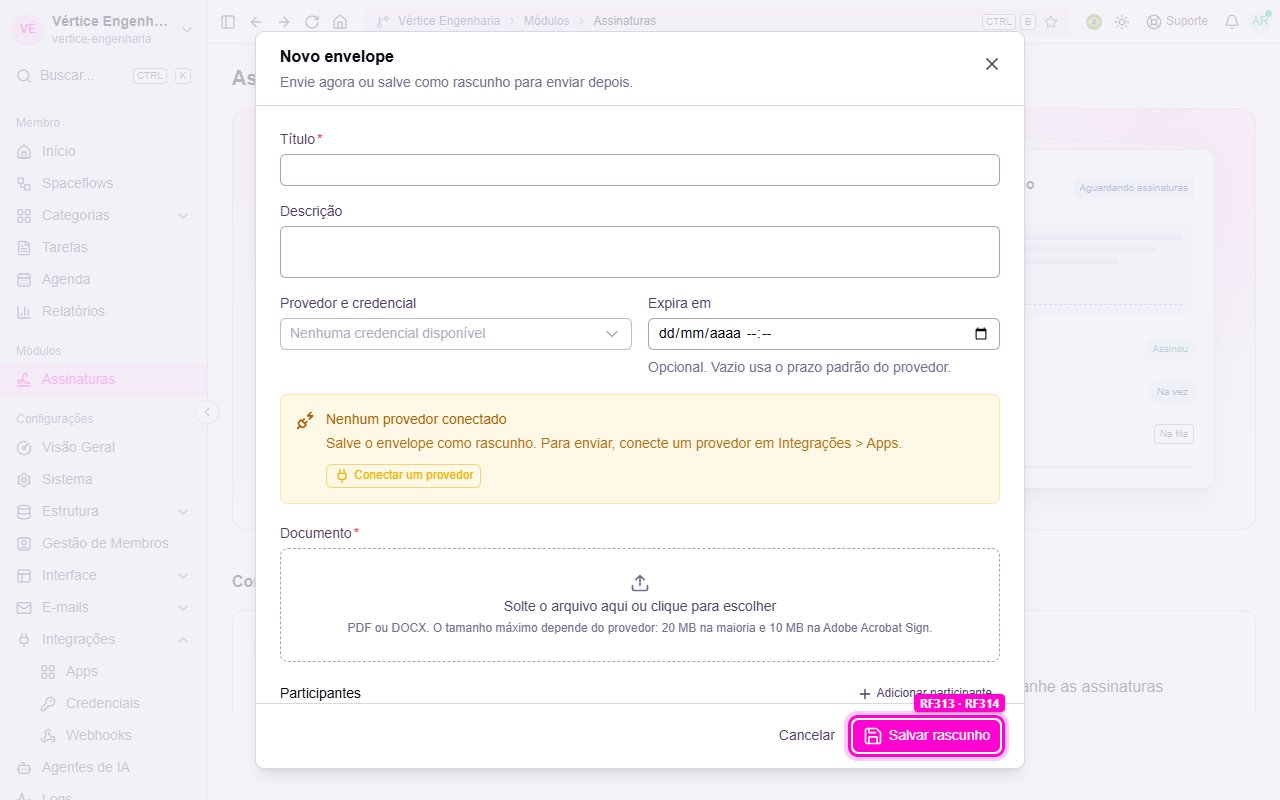 VÉ
Vértice Engenh...
vertice-engenharia
Vértice Engenharia > Módulos > Assinaturas
CTRL B
Suporte
AR
Buscar... CTRL K
Membro
Início
Spaceflows
Categorias
Tarefas
Agenda
Relatórios
Módulos
Assinaturas
Configurações
Visão Geral
Sistema
Estrutura
Gestão de Membros
Interface
E-mails
Integrações
Apps
Credenciais
Webhooks
Agentes de IA
Logs
Novo envelope
Envie agora ou salve como rascunho para enviar depois.
Título*
Descrição
Provedor e credencial
Nenhuma credencial disponível
Expira em
dd/mm/aaaa --:--
Opcional. Vazio usa o prazo padrão do provedor.
Nenhum provedor conectado
Salve o envelope como rascunho. Para enviar, conecte um provedor em Integrações > Apps.
Conectar um provedor
Documento*
Solte o arquivo aqui ou clique para escolher
PDF ou DOCX. O tamanho máximo depende do provedor: 20 MB na maioria e 10 MB na Adobe Acrobat Sign.
Participantes
Adicionar participante
RF313 - RF314
Cancelar
Salvar rascunho
Aguardando assinaturas
Assinou
Na vez
Na fila
as assinaturas